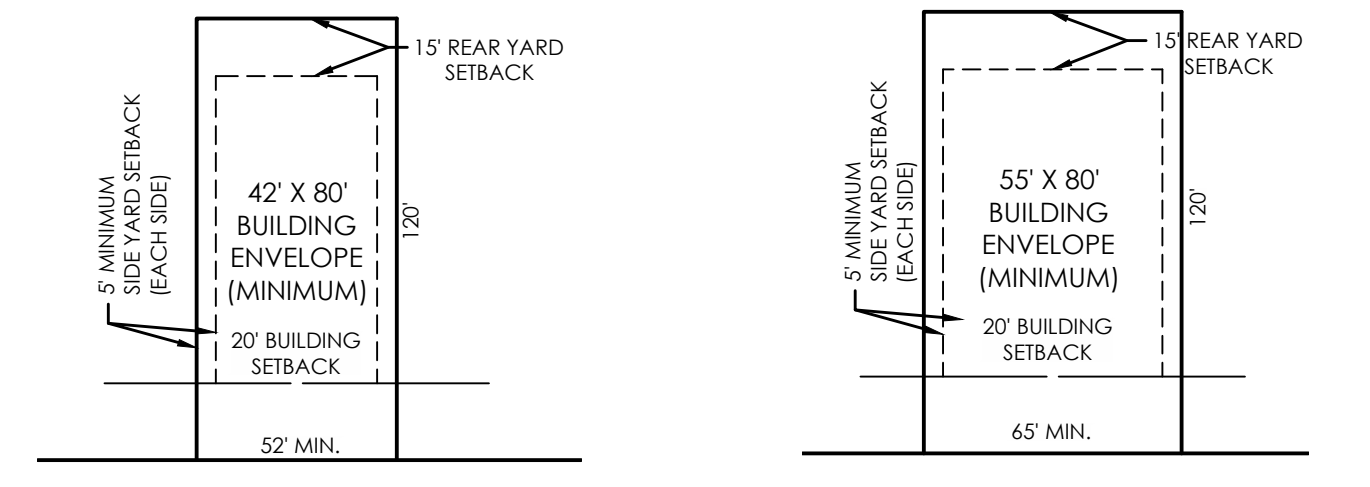 15' REAR YARD
SETBACK
5' MINIMUM
SIDE YARD SETBACK
(EACH SIDE)
42' X 80'
BUILDING
ENVELOPE
(MINIMUM)
120'
20' BUILDING
SETBACK
52' MIN.
15' REAR YARD
SETBACK
5' MINIMUM
SIDE YARD SETBACK
(EACH SIDE)
55' X 80'
BUILDING
ENVELOPE
(MINIMUM)
120'
20' BUILDING
SETBACK
65' MIN.